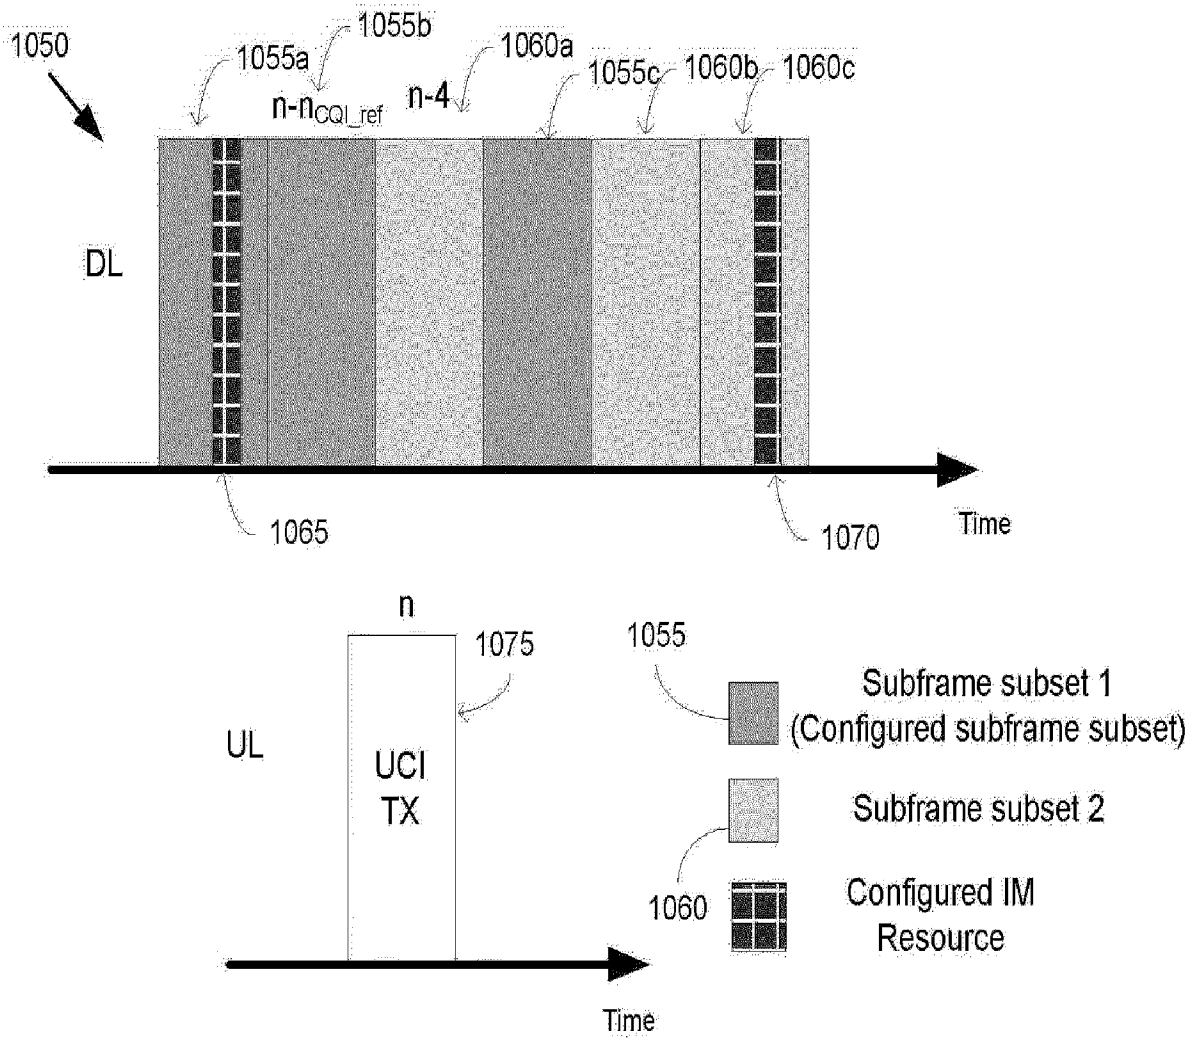 1050
1055a
1055b
1060a
1055c
1060b
1060c
n-nCQI_ref
n-4
DL
1065
1070
Time
n
1075
1055
UL
UCI
TX
Subframe subset 1
(Configured subframe subset)
Subframe subset 2
1060
Configured IM
Resource
Time